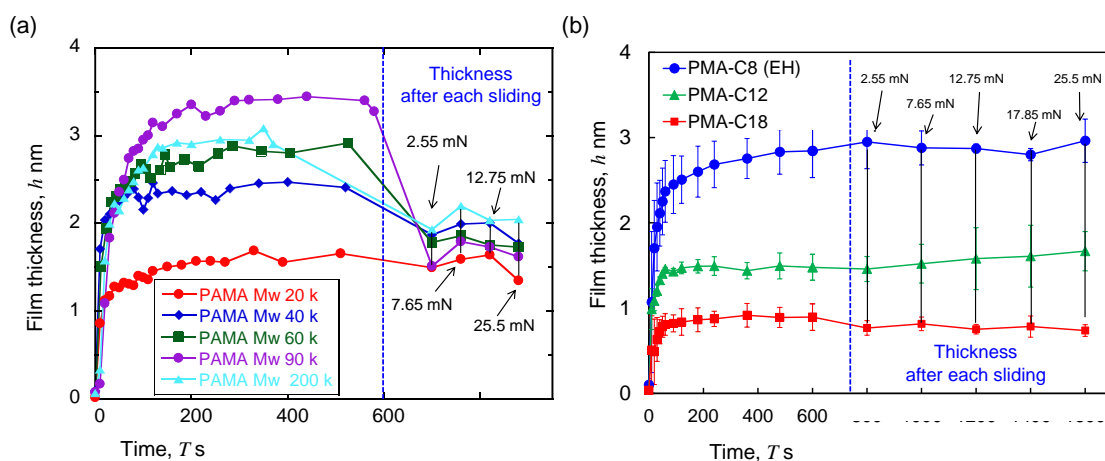 (a)
Film thickness, h nm
4
3
2
1
0
0
200
400
600
Time, T s
Thickness
after each sliding
2.55 mN
12.75 mN
7.65 mN
25.5 mN
PAMA Mw 20 k
PAMA Mw 40 k
PAMA Mw 60 k
PAMA Mw 90 k
PAMA Mw 200 k
(b)
Film thickness, h nm
4
3
2
1
0
0
200
400
600
Time, T s
PMA-C8 (EH)
PMA-C12
PMA-C18
2.55 mN
7.65 mN
12.75 mN
17.85 mN
25.5 mN
Thickness
after each sliding